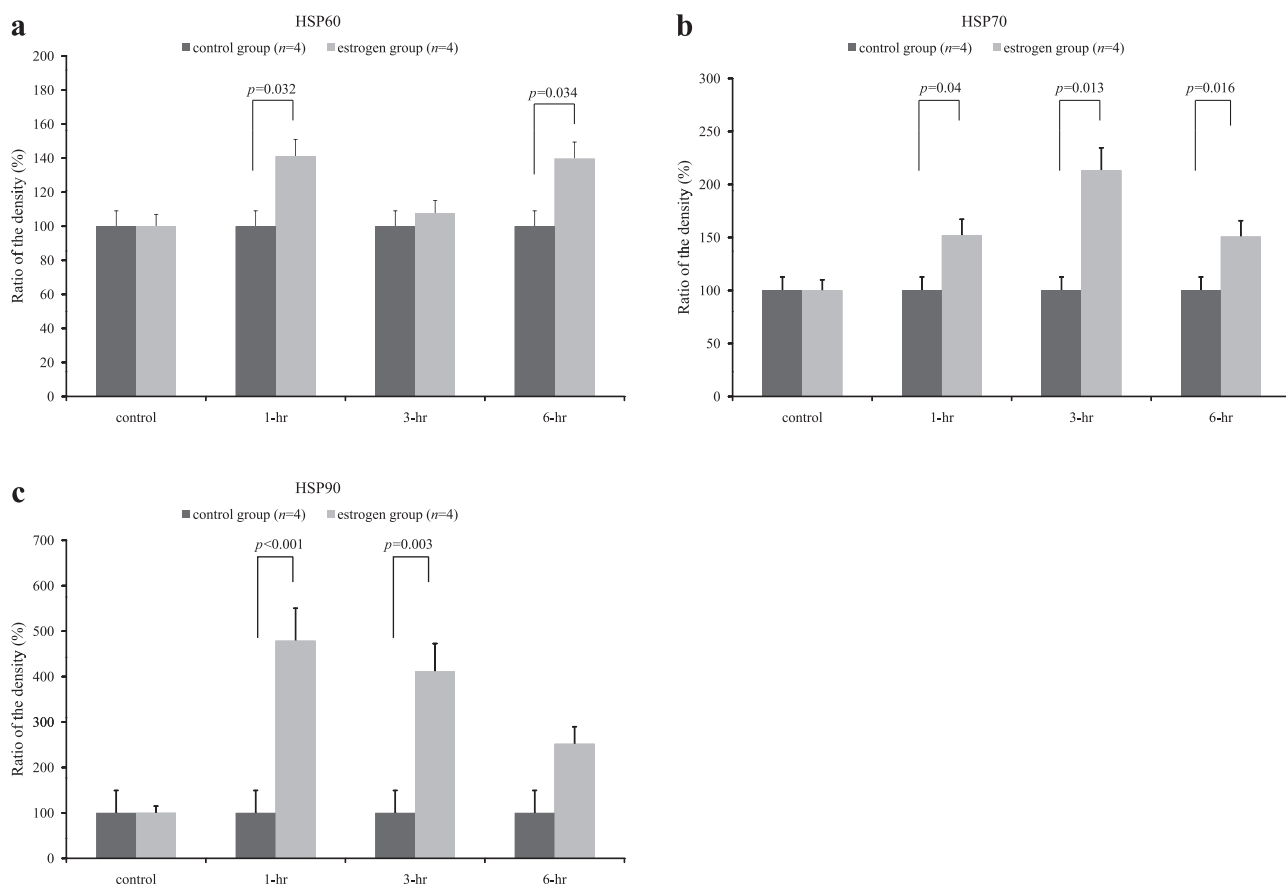 a
HSP60
control group (n=4) estrogen group (n=4)
Ratio of the density (%)
200
180
160
140
120
100
80
60
40
20
0
p=0.032
p=0.034
control 1-hr 3-hr 6-hr
b
HSP70
control group (n=4) estrogen group (n=4)
Ratio of the density (%)
300
250
200
150
100
50
0
p=0.04 p=0.013 p=0.016
control 1-hr 3-hr 6-hr
c
HSP90
control group (n=4) estrogen group (n=4)
Ratio of the density (%)
700
600
500
400
300
200
100
0
p<0.001 p=0.003
control 1-hr 3-hr 6-hr